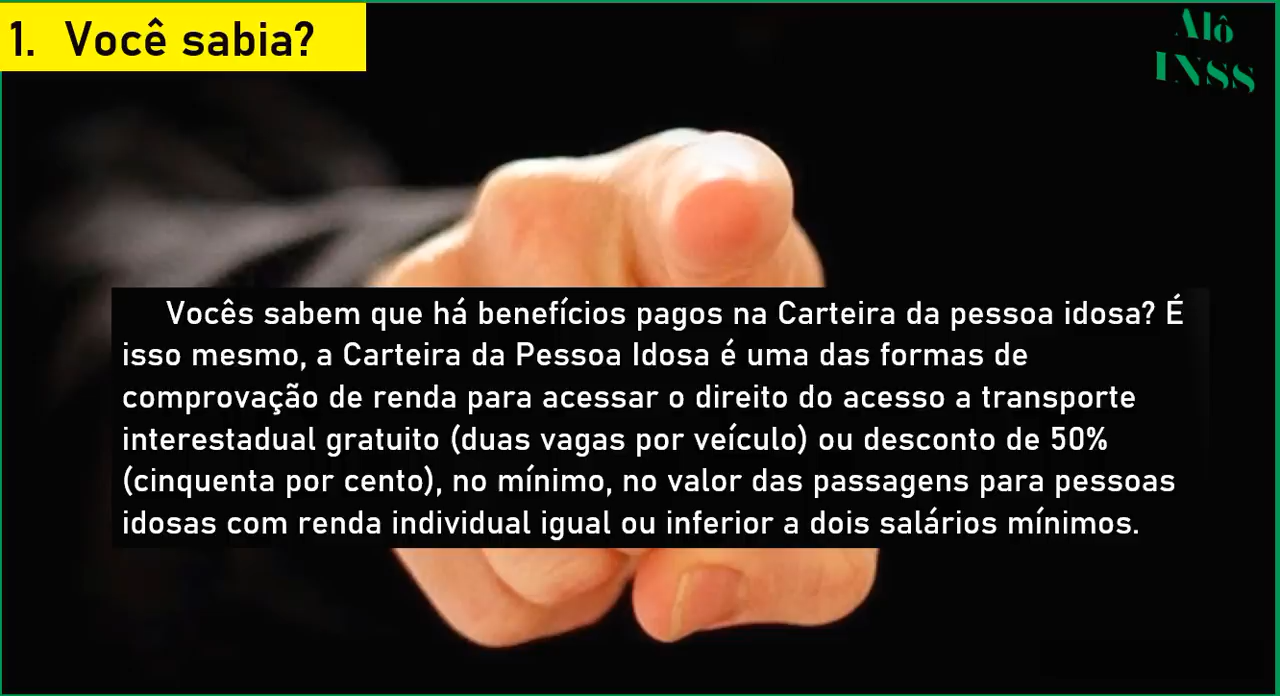 1. Você sabia?
Alô
INSS
Vocês sabem que há benefícios pagos na Carteira da pessoa idosa? É
isso mesmo, a Carteira da Pessoa Idosa é uma das formas de
comprovação de renda para acessar o direito do acesso a transporte
interestadual gratuito (duas vagas por veículo) ou desconto de 50%
(cinquenta por cento), no mínimo, no valor das passagens para pessoas
idosas com renda individual igual ou inferior a dois salários mínimos.